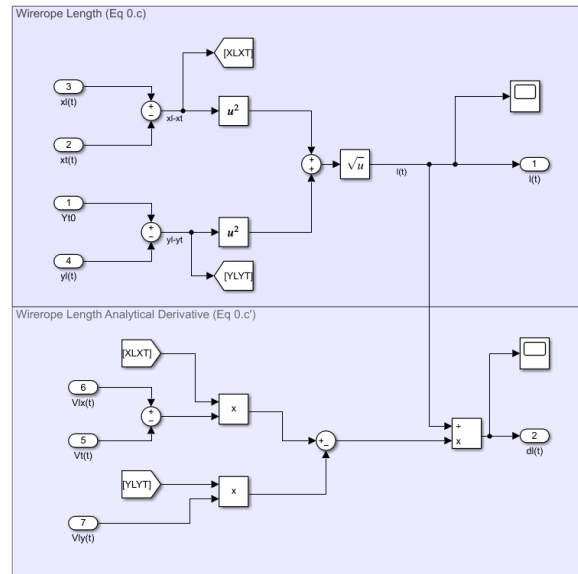 Wirerope Length (Eq 0.c)
[XLXT]
3
xl(t)
+
−
xl-xt
u²
2
xt(t)
+
+
√u
l(t)
1
l(t)
1
Yt0
+
−
yl-yt
u²
4
yl(t)
[YLYT]
Wirerope Length Analytical Derivative (Eq 0.c')
[XLXT]
6
Vlx(t)
+
−
x
5
Vt(t)
+
−
÷
x
2
dl(t)
[YLYT]
x
7
Vly(t)